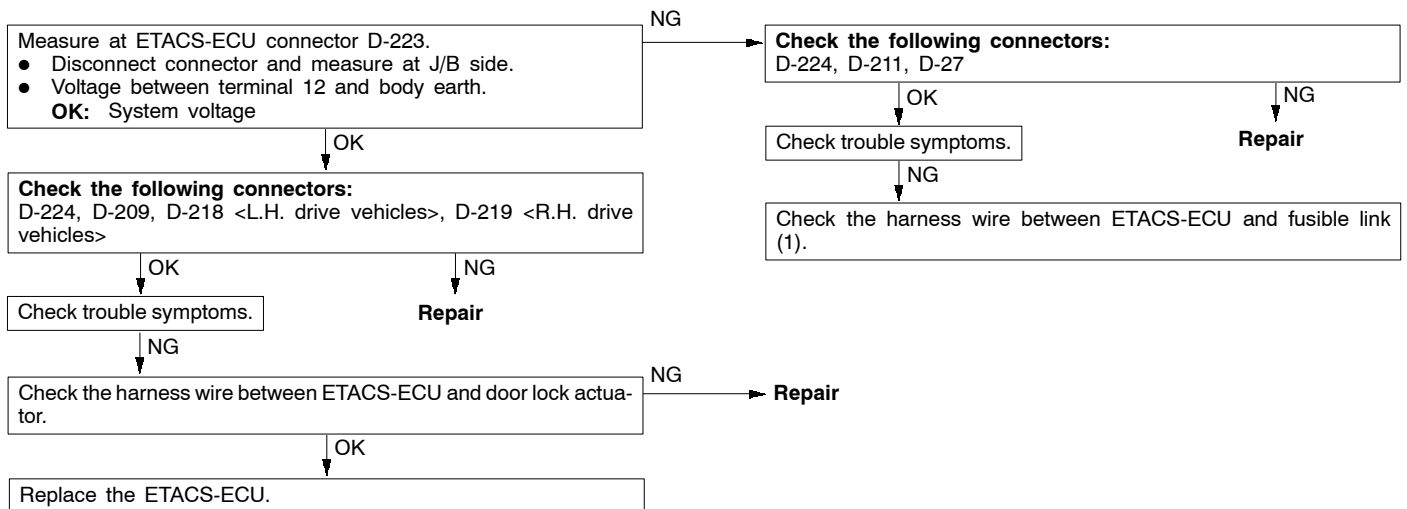 Measure at ETACS-ECU connector D-223.
● Disconnect connector and measure at J/B side.
● Voltage between terminal 12 and body earth.
OK: System voltage
NG
Check the following connectors:
D-224, D-211, D-27
OK
NG
Check trouble symptoms.
Repair
NG
Check the harness wire between ETACS-ECU and fusible link
(1).
OK
Check the following connectors:
D-224, D-209, D-218 <L.H. drive vehicles>, D-219 <R.H. drive
vehicles>
OK
NG
Check trouble symptoms.
Repair
NG
Check the harness wire between ETACS-ECU and door lock actua-
tor.
NG
Repair
OK
Replace the ETACS-ECU.